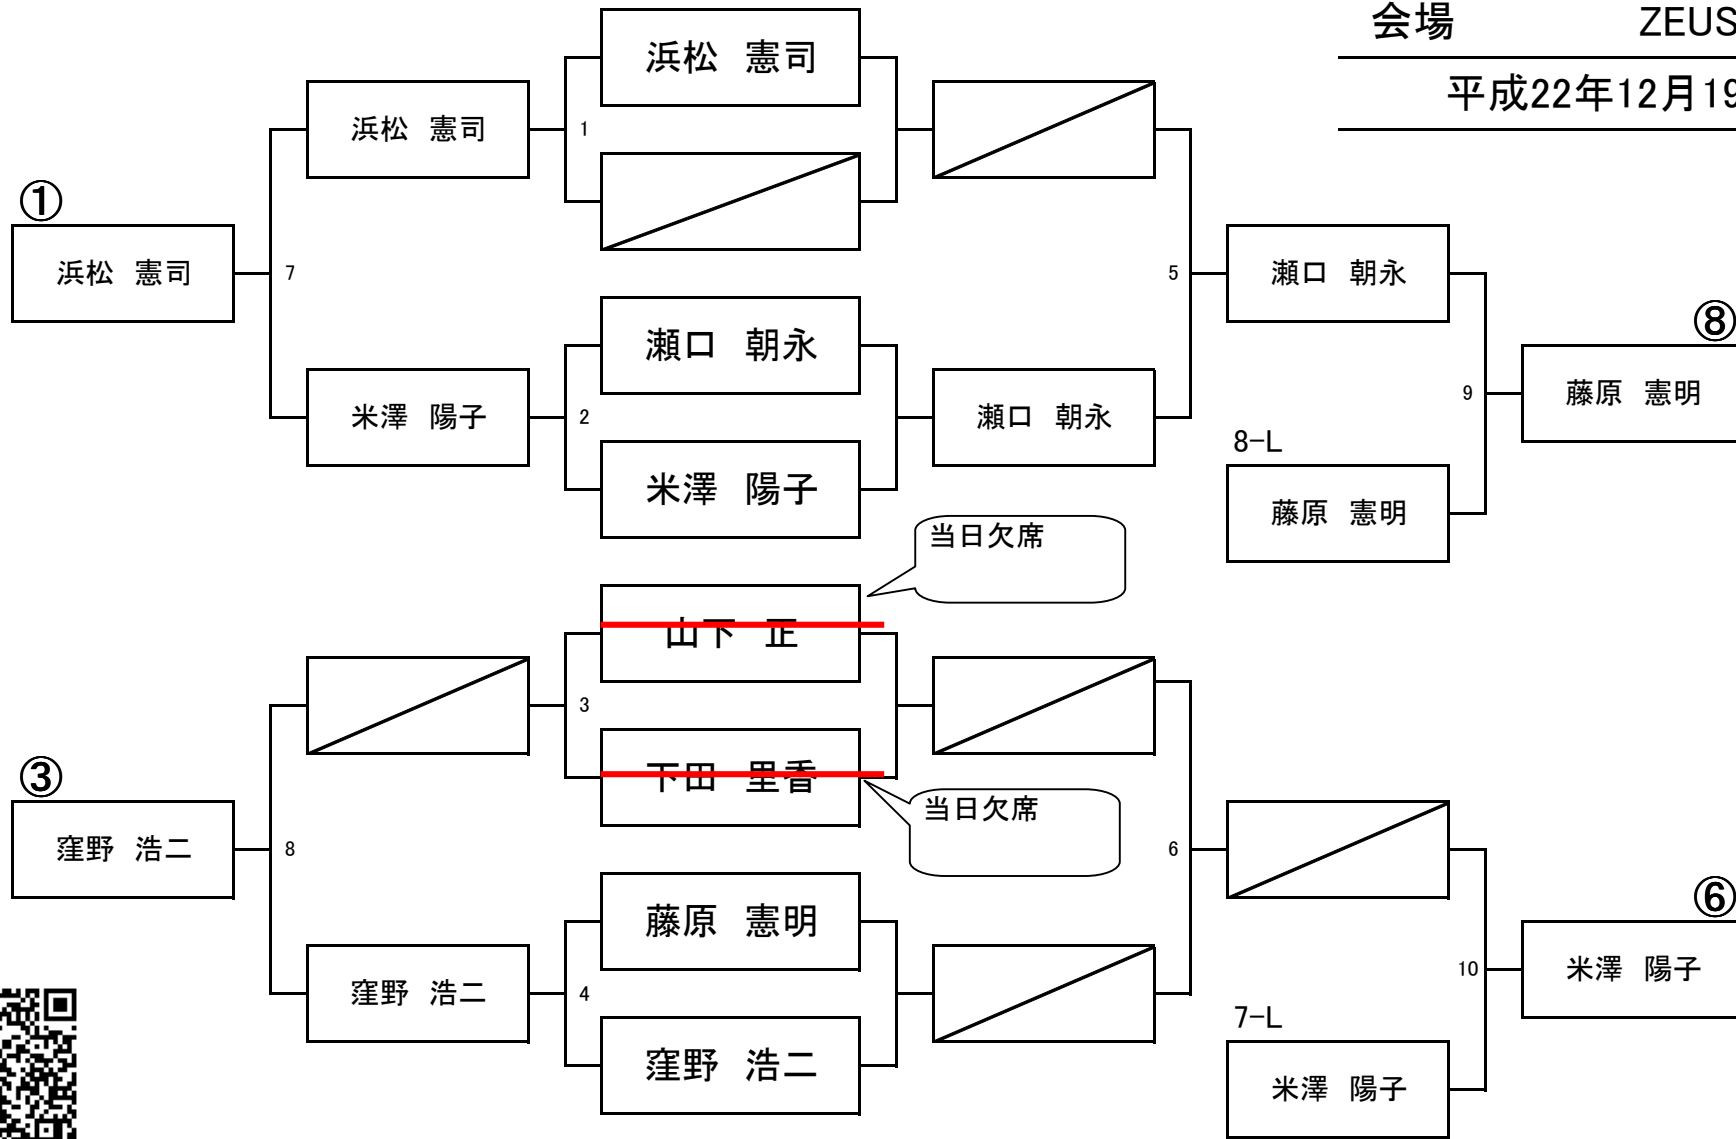 会場 ZEUS
平成22年12月19
浜松 憲司
浜松 憲司
1
①
浜松 憲司
7
瀬口 朝永
米澤 陽子
2
米澤 陽子
瀬口 朝永
5
瀬口 朝永
8-L
藤原 憲明
9
⑧
藤原 憲明
当日欠席
山下 正
3
下田 里香
当日欠席
③
窪野 浩二
8
藤原 憲明
窪野 浩二
4
窪野 浩二
6
7-L
米澤 陽子
10
⑥
米澤 陽子